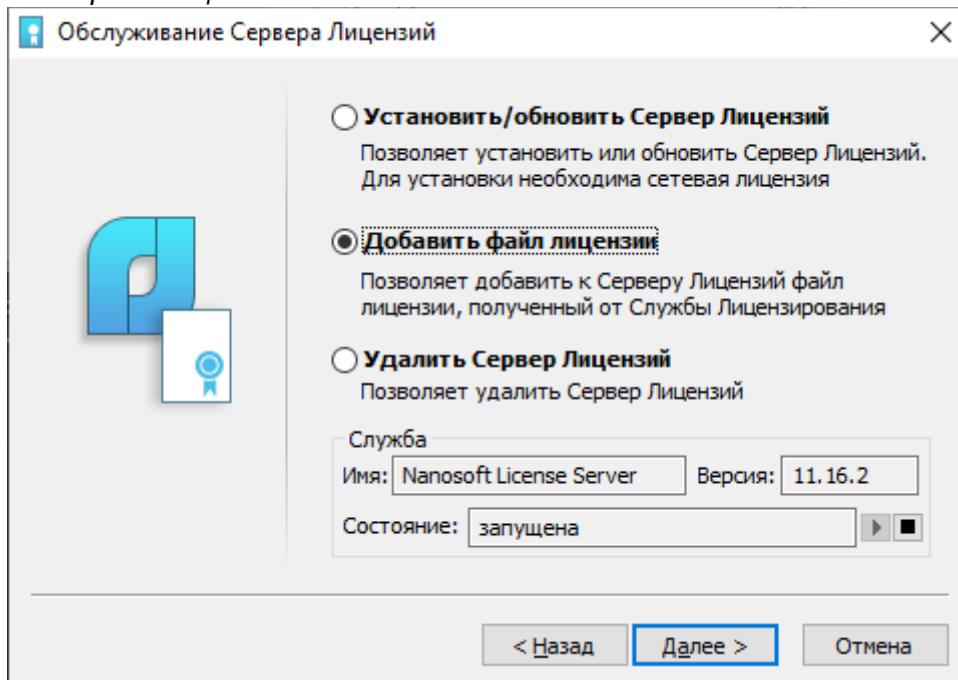 Обслуживание Сервера Лицензий
Установить/обновить Сервер Лицензий
Позволяет установить или обновить Сервер Лицензий.
Для установки необходима сетевая лицензия
Добавить файл лицензии
Позволяет добавить к Серверу Лицензий файл
лицензии, полученный от Службы Лицензирования
Удалить Сервер Лицензий
Позволяет удалить Сервер Лицензий
Служба
Имя: Nanosoft License Server Версия: 11.16.2
Состояние: запущена
< Назад Далее > Отмена